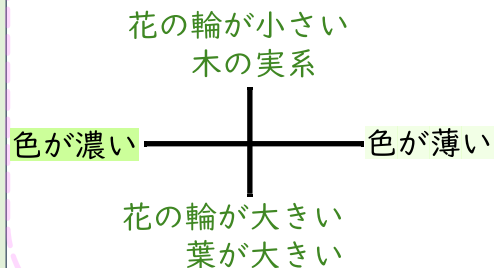 花の輪が小さい
木の実系
色が濃い
色が薄い
花の輪が大きい
葉が大きい